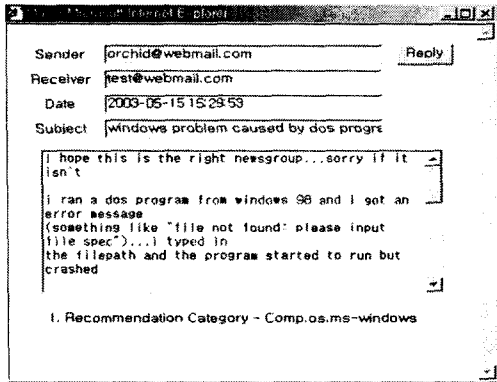 Microsoft Internet Explorer
Sender orchid@webmail.com Reply
Receiver test@webmail.com
Date 2003-05-15 15:29:53
Subject windows problem caused by dos progra
i hope this is the right newsgroup...sorry if it
isn`t
i ran a dos program from windows 98 and i got an
error message
(something like "file not found: please input
file spec")...i typed in
the filepath and the program started to run but
crashed
1. Recommendation Category - Comp.os.ms-windows